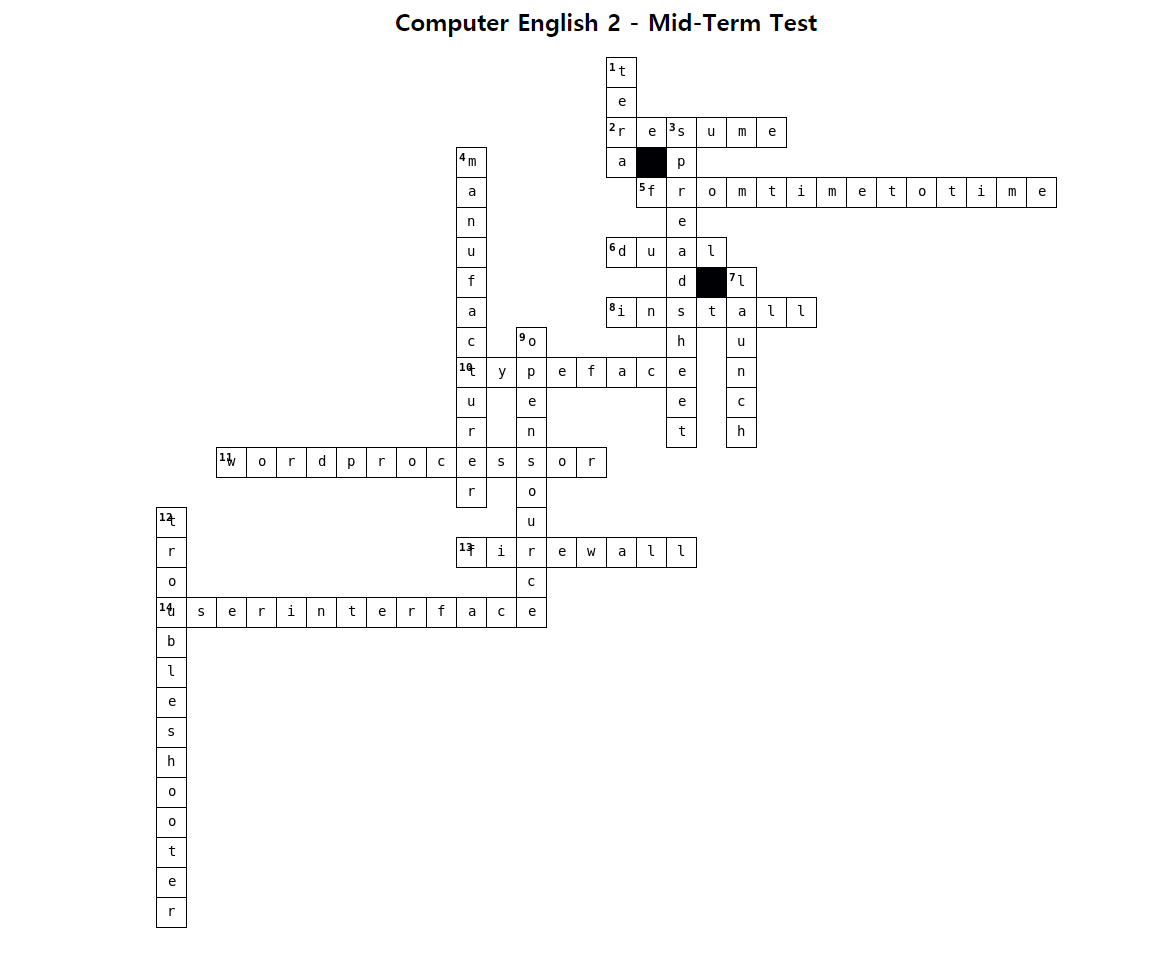 Computer English 2 - Mid-Term Test
1 t
e
2 r e 3 s u m e
4 m a p
a 5 f r o m t i m e t o t i m e
n e
u 6 d u a l
f d 7 l
a 8 i n s t a l l
c 9 o h u
10 t y p e f a c e n
u e e c
r n t h
11 w o r d p r o c e s s o r
r o
12 t u
r 13 f i r e w a l l
o c
14 u s e r i n t e r f a c e
b
l
e
s
h
o
o
t
e
r